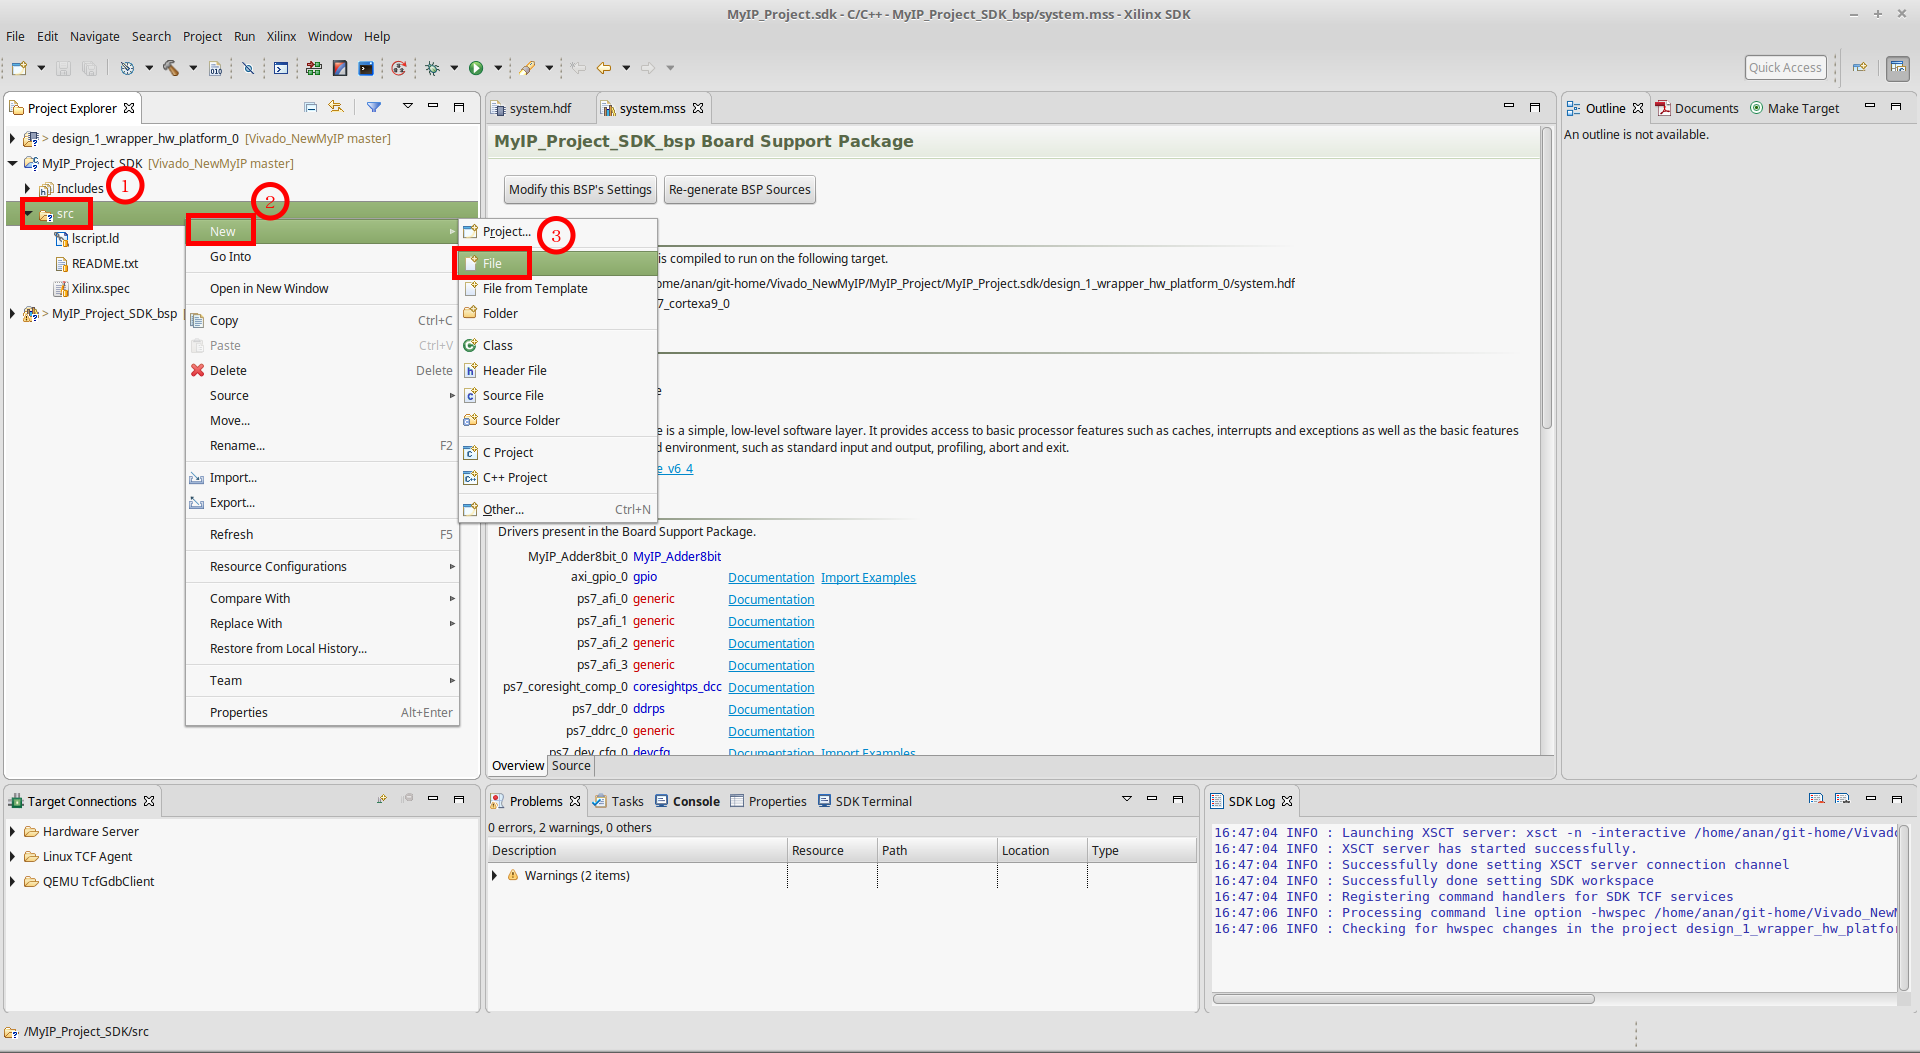 MyIP_Project.sdk - C/C++ - MyIP_Project_SDK_bsp/system.mss - Xilinx SDK
File Edit Navigate Search Project Run Xilinx Window Help
Quick Access
Project Explorer
> design_1_wrapper_hw_platform_0 [Vivado_NewMyIP master]
MyIP_Project_SDK [Vivado_NewMyIP master]
Includes
1
src
2
lscript.ld
README.txt
Xilinx.spec
> MyIP_Project_SDK_bsp
New
Go Into
Open in New Window
Copy Ctrl+C
Paste Ctrl+V
Delete Delete
Source
Move...
Rename... F2
Import...
Export...
Refresh F5
Resource Configurations
Compare With
Replace With
Restore from Local History...
Team
Properties Alt+Enter
Project...
3
File
File from Template
Folder
Class
Header File
Source File
Source Folder
C Project
C++ Project
Other... Ctrl+N
system.hdf system.mss
MyIP_Project_SDK_bsp Board Support Package
Modify this BSP's Settings Re-generate BSP Sources
is compiled to run on the following target.
ome/anan/git-home/Vivado_NewMyIP/MyIP_Project/MyIP_Project.sdk/design_1_wrapper_hw_platform_0/system.hdf
7_cortexa9_0
e
e is a simple, low-level software layer. It provides access to basic processor features such as caches, interrupts and exceptions as well as the basic features
d environment, such as standard input and output, profiling, abort and exit.
e_v6_4
Drivers present in the Board Support Package.
MyIP_Adder8bit_0 MyIP_Adder8bit
axi_gpio_0 gpio Documentation Import Examples
ps7_afi_0 generic Documentation
ps7_afi_1 generic Documentation
ps7_afi_2 generic Documentation
ps7_afi_3 generic Documentation
ps7_coresight_comp_0 coresightps_dcc Documentation
ps7_ddr_0 ddrps Documentation
ps7_ddrc_0 generic Documentation
ps7_dev_cfg_0 devcfg Documentation Import Examples
Overview Source
Outline Documents Make Target
An outline is not available.
Target Connections
Hardware Server
Linux TCF Agent
QEMU TcfGdbClient
Problems Tasks Console Properties SDK Terminal
0 errors, 2 warnings, 0 others
Description Resource Path Location Type
Warnings (2 items)
SDK Log
16:47:04 INFO : Launching XSCT server: xsct -n -interactive /home/anan/git-home/Vivado
16:47:04 INFO : XSCT server has started successfully.
16:47:04 INFO : Successfully done setting XSCT server connection channel
16:47:04 INFO : Successfully done setting SDK workspace
16:47:04 INFO : Registering command handlers for SDK TCF services
16:47:06 INFO : Processing command line option -hwspec /home/anan/git-home/Vivado_NewM
16:47:06 INFO : Checking for hwspec changes in the project design_1_wrapper_hw_platfor
/MyIP_Project_SDK/src